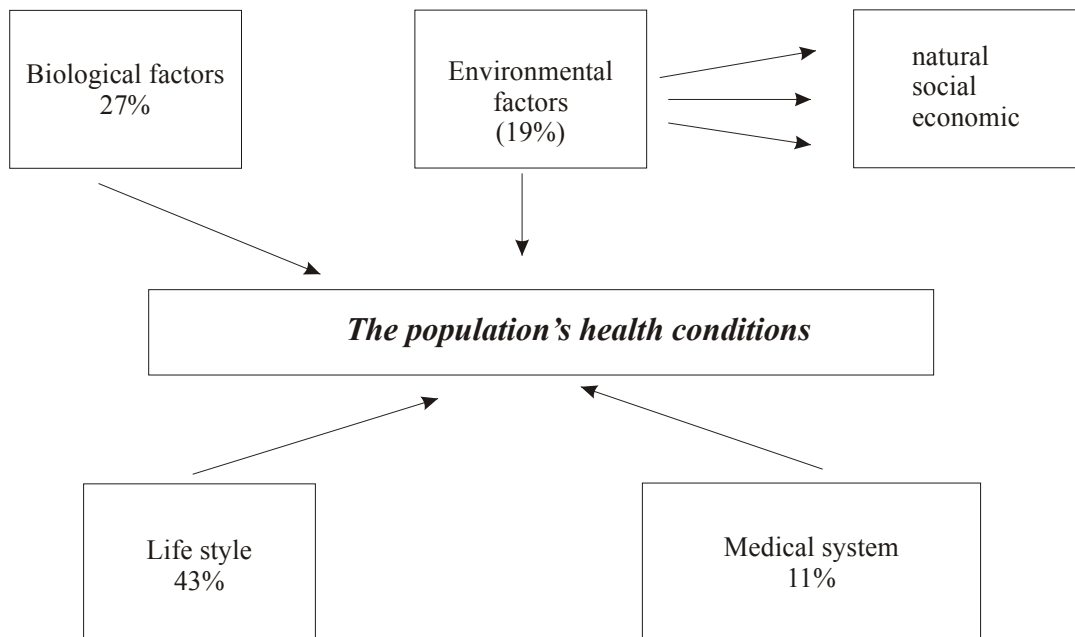 Biological factors
27%
Environmental
factors
(19%)
natural
social
economic
The population’s health conditions
Life style
43%
Medical system
11%